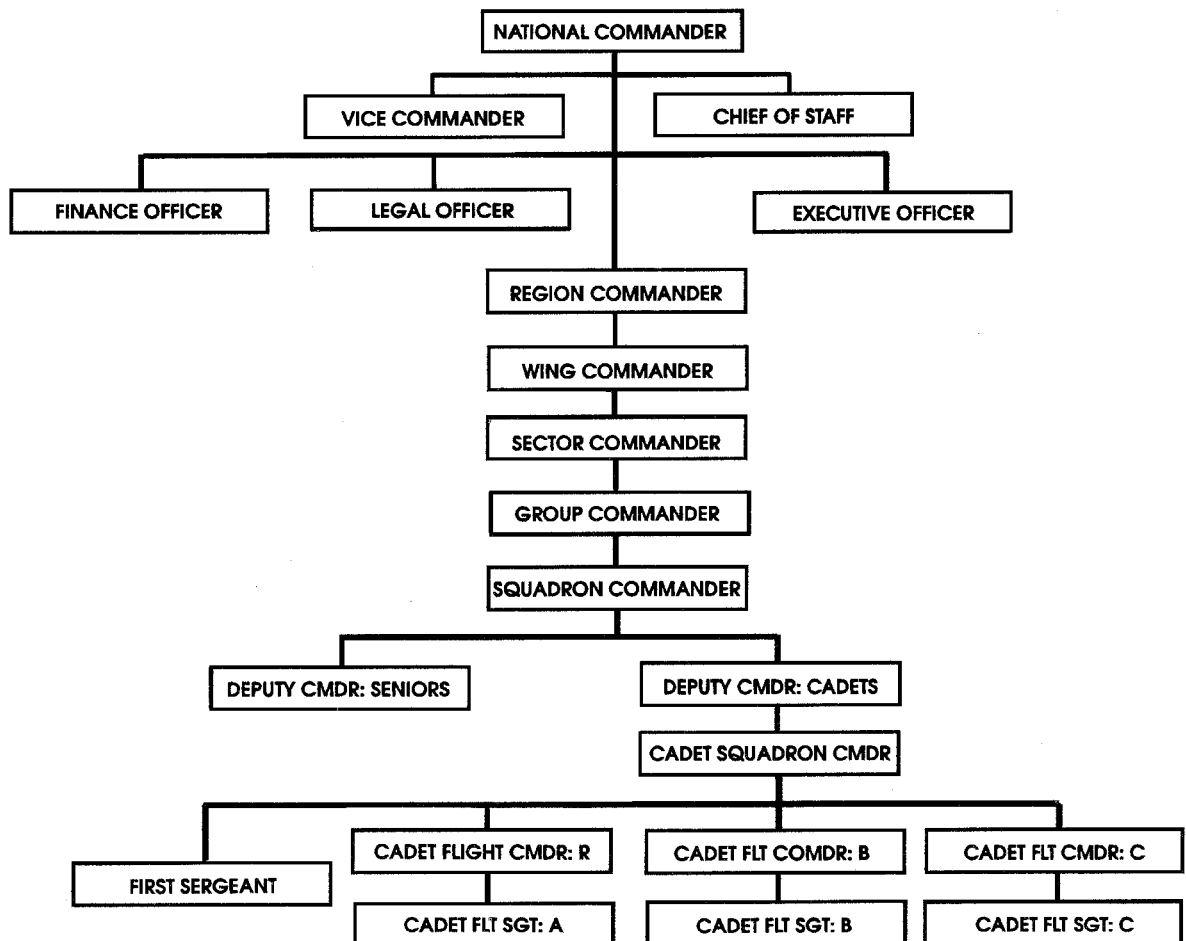 NATIONAL COMMANDER
VICE COMMANDER
CHIEF OF STAFF
FINANCE OFFICER
LEGAL OFFICER
EXECUTIVE OFFICER
REGION COMMANDER
WING COMMANDER
SECTOR COMMANDER
GROUP COMMANDER
SQUADRON COMMANDER
DEPUTY CMDR: SENIORS
DEPUTY CMDR: CADETS
CADET SQUADRON CMDR
CADET FLIGHT CMDR: R
CADET FLT COMDR: B
CADET FLT CMDR: C
FIRST SERGEANT
CADET FLT SGT: A
CADET FLT SGT: B
CADET FLT SGT: C